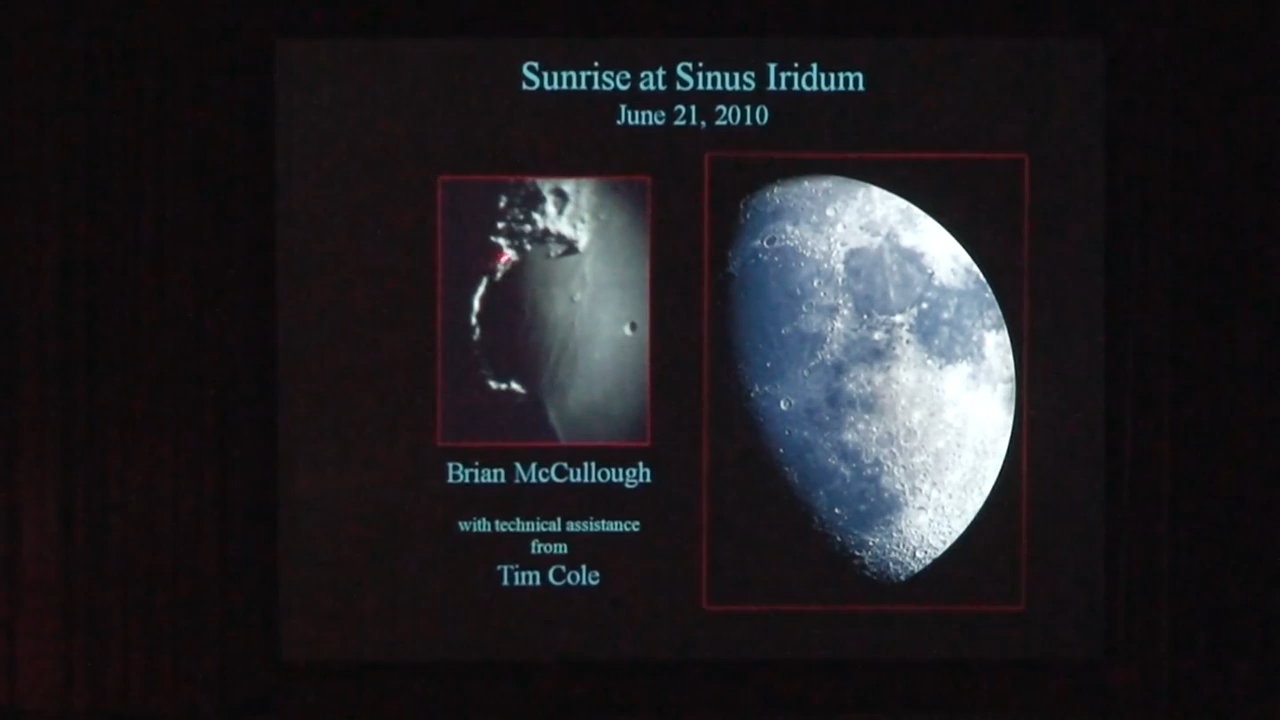 Sunrise at Sinus Iridum
June 21, 2010
Brian McCullough
with technical assistance
from
Tim Cole